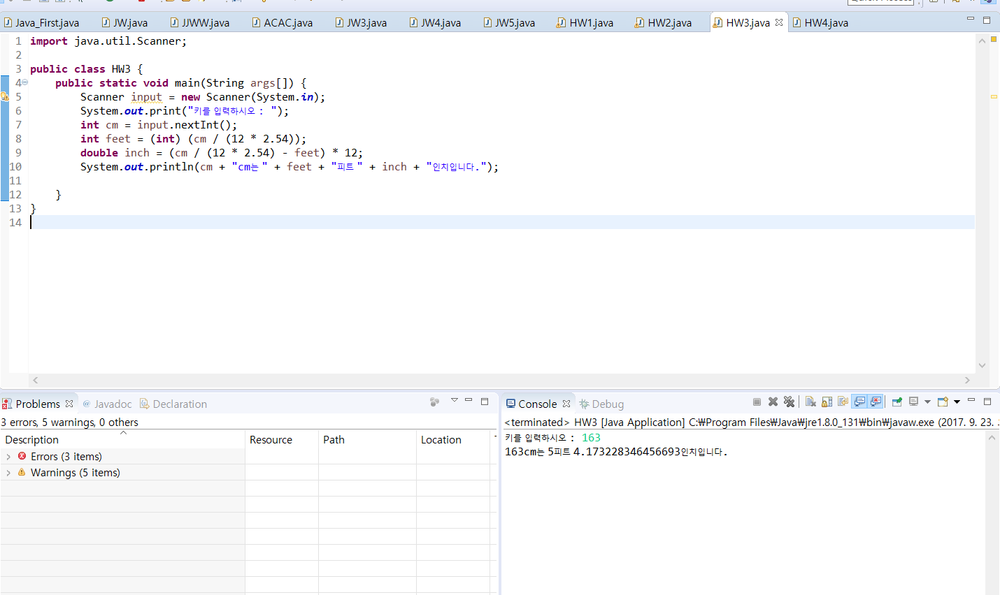 Java_First.java JW.java JJWW.java ACAC.java JW3.java JW4.java JW5.java HW1.java HW2.java HW3.java HW4.java
1 import java.util.Scanner;
2
3 public class HW3 {
4 public static void main(String args[]) {
5 Scanner input = new Scanner(System.in);
6 System.out.print("키를 입력하시오 : ");
7 int cm = input.nextInt();
8 int feet = (int) (cm / (12 * 2.54));
9 double inch = (cm / (12 * 2.54) - feet) * 12;
10 System.out.println(cm + "cm는 " + feet + "피트 " + inch + "인치입니다.");
11
12 }
13 }
14
Problems @ Javadoc Declaration
3 errors, 5 warnings, 0 others
Description Resource Path Location
Errors (3 items)
Warnings (5 items)
Console Debug
<terminated> HW3 [Java Application] C:₩Program Files₩Java₩jre1.8.0_131₩bin₩javaw.exe (2017. 9. 23.
키를 입력하시오 : 163
163cm는 5피트 4.173228346456693인치입니다.